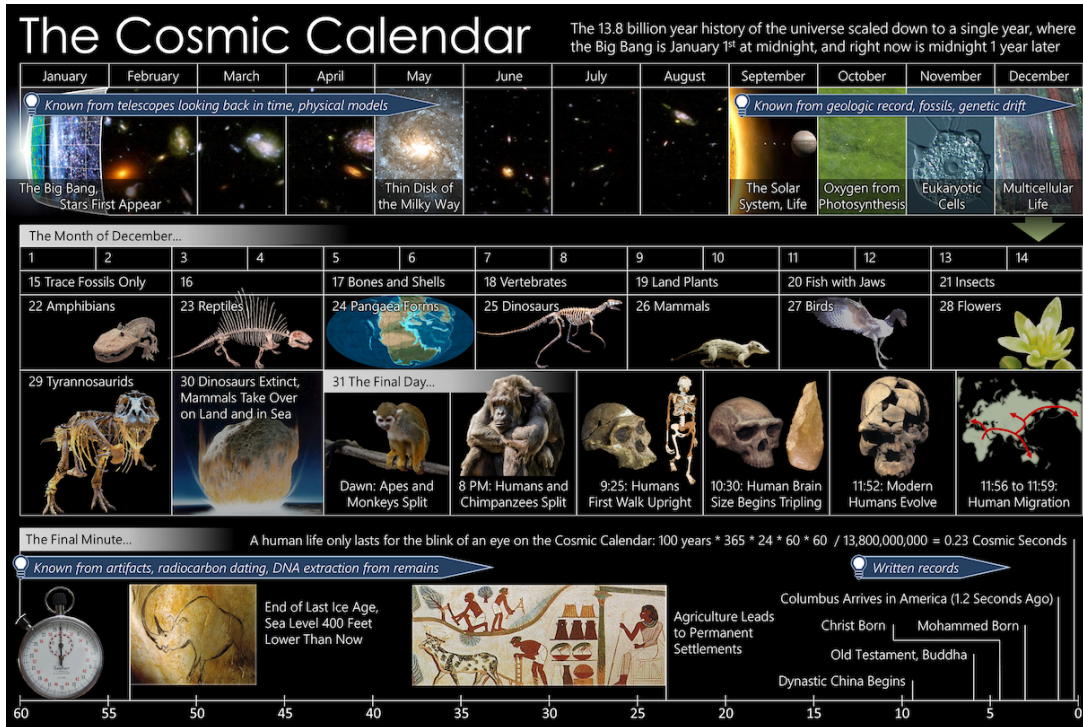 The Cosmic Calendar
The 13.8 billion year history of the universe scaled down to a single year, where
the Big Bang is January 1st at midnight, and right now is midnight 1 year later
January
February
March
April
May
June
July
August
September
October
November
December
Known from telescopes looking back in time, physical models
Known from geologic record, fossils, genetic drift
The Big Bang,
Stars First Appear
Thin Disk of
the Milky Way
The Solar
System, Life
Oxygen from
Photosynthesis
Eukaryotic
Cells
Multicellular
Life
The Month of December...
1
2
3
4
5
6
7
8
9
10
11
12
13
14
15 Trace Fossils Only
16
17 Bones and Shells
18 Vertebrates
19 Land Plants
20 Fish with Jaws
21 Insects
22 Amphibians
23 Reptiles
24 Pangaea Forms
25 Dinosaurs
26 Mammals
27 Birds
28 Flowers
29 Tyrannosaurids
30 Dinosaurs Extinct,
Mammals Take Over
on Land and in Sea
31 The Final Day...
Dawn: Apes and
Monkeys Split
8 PM: Humans and
Chimpanzees Split
9:25: Humans
First Walk Upright
10:30: Human Brain
Size Begins Tripling
11:52: Modern
Humans Evolve
11:56 to 11:59:
Human Migration
The Final Minute...
A human life only lasts for the blink of an eye on the Cosmic Calendar: 100 years * 365 * 24 * 60 * 60 / 13,800,000,000 = 0.23 Cosmic Seconds
Known from artifacts, radiocarbon dating, DNA extraction from remains
Written records
End of Last Ice Age,
Sea Level 400 Feet
Lower Than Now
Agriculture Leads
to Permanent
Settlements
Columbus Arrives in America (1.2 Seconds Ago)
Christ Born
Mohammed Born
Old Testament, Buddha
Dynastic China Begins
60
55
50
45
40
35
30
25
20
15
10
5
0